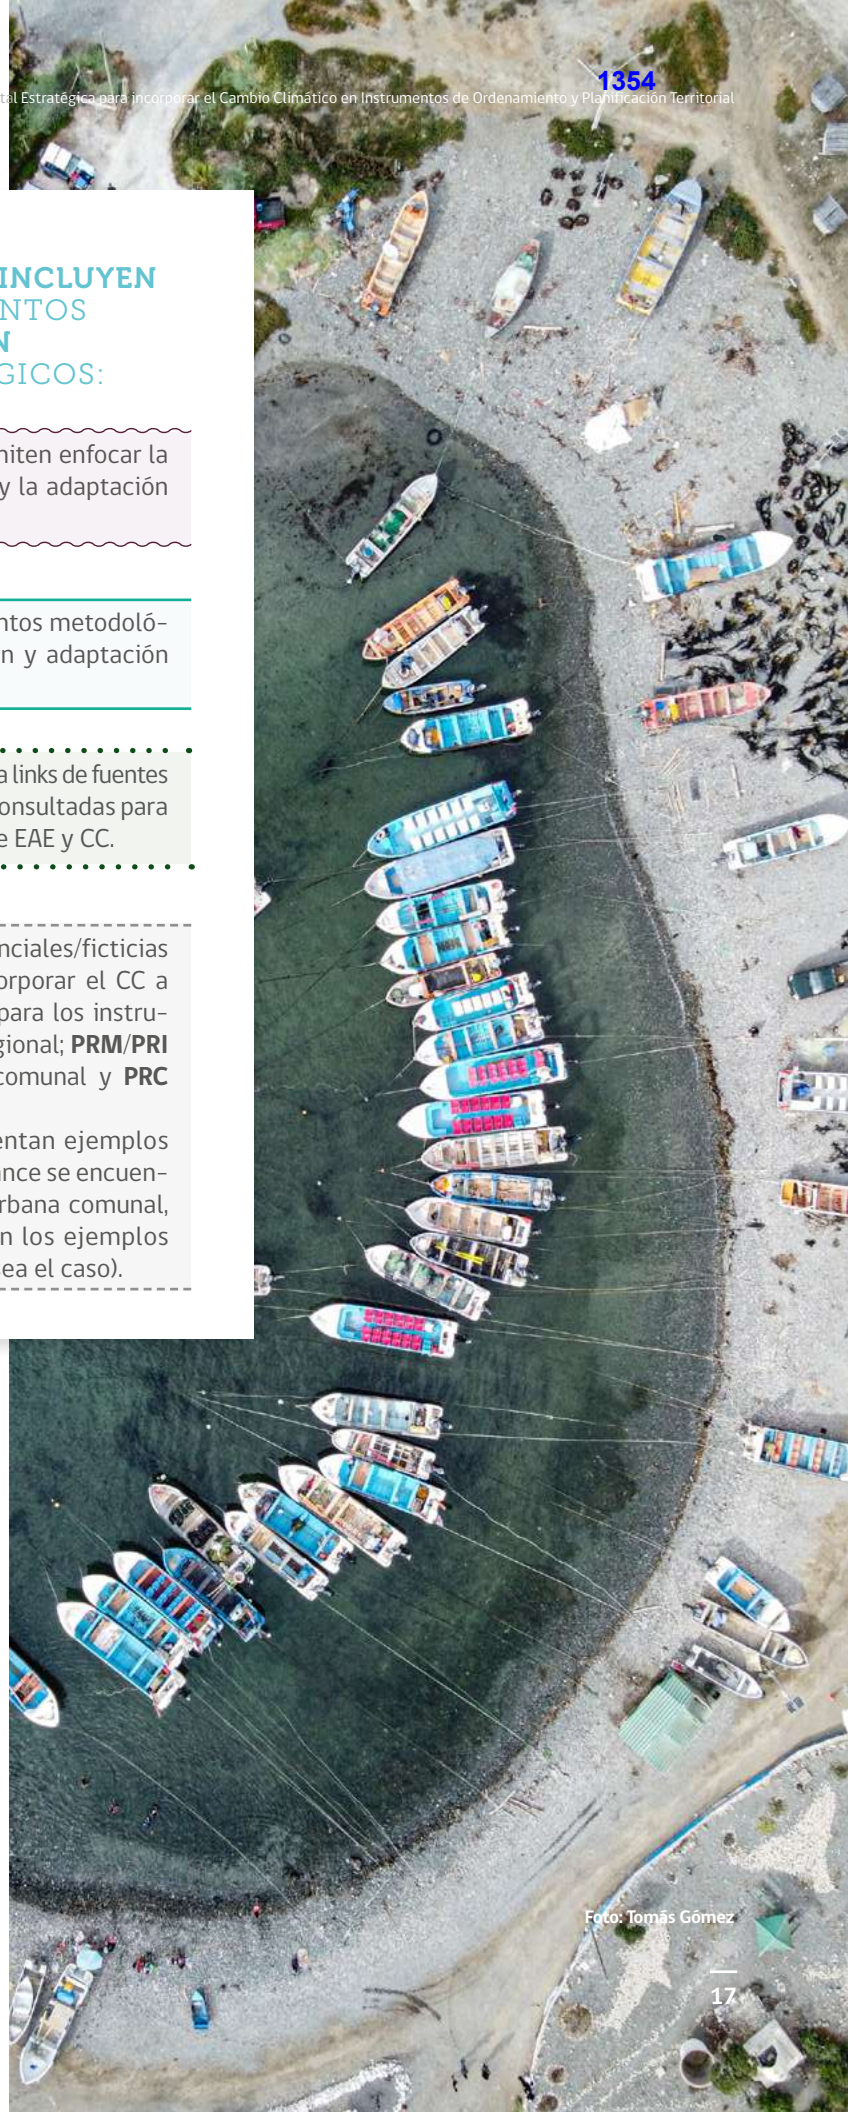 1354
tal Estratégica para incorporar el Cambio Climático en Instrumentos de Ordenamiento y Planificación Territorial
INCLUYEN
NTOS
N
GICOS:
miten enfocar la
y la adaptación
ntos metodoló-
n y adaptación
a links de fuentes
onsultadas para
e EAE y CC.
nciales/ficticias
orporar el CC a
para los instru-
gional; PRM/PRI
comunal y PRC
entan ejemplos
ance se encuen-
rbana comunal,
n los ejemplos
sea el caso).
Foto: Tomás Gómez
17